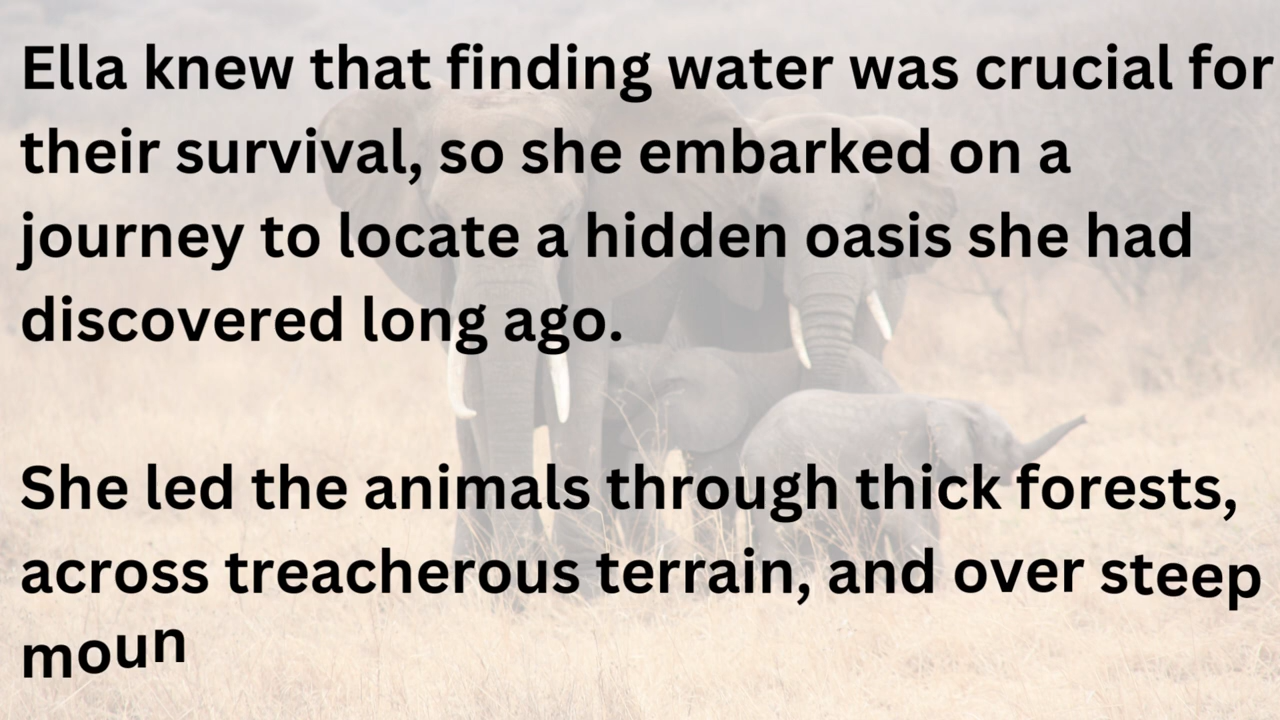 Ella knew that finding water was crucial for
their survival, so she embarked on a
journey to locate a hidden oasis she had
discovered long ago.
She led the animals through thick forests,
across treacherous terrain, and over steep
moun